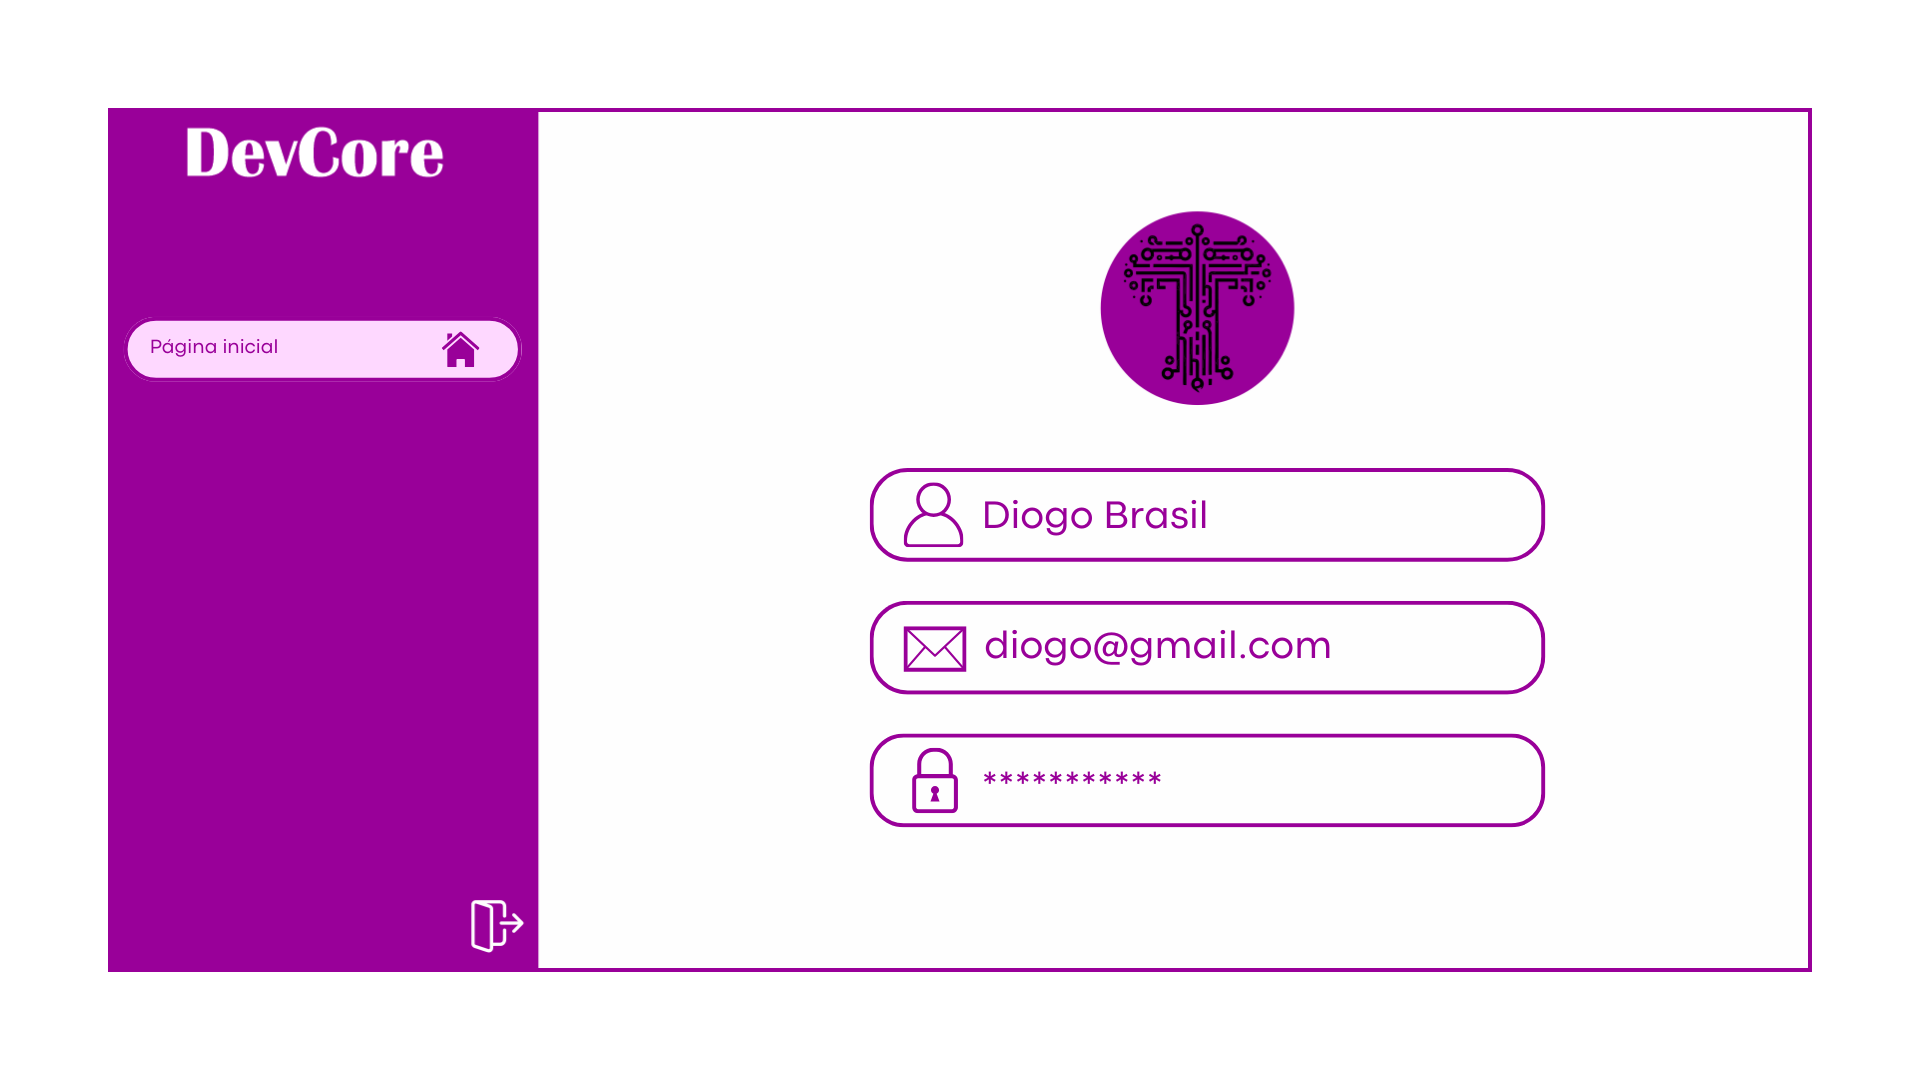 DevCore
Página inicial
Diogo Brasil
diogo@gmail.com
***********